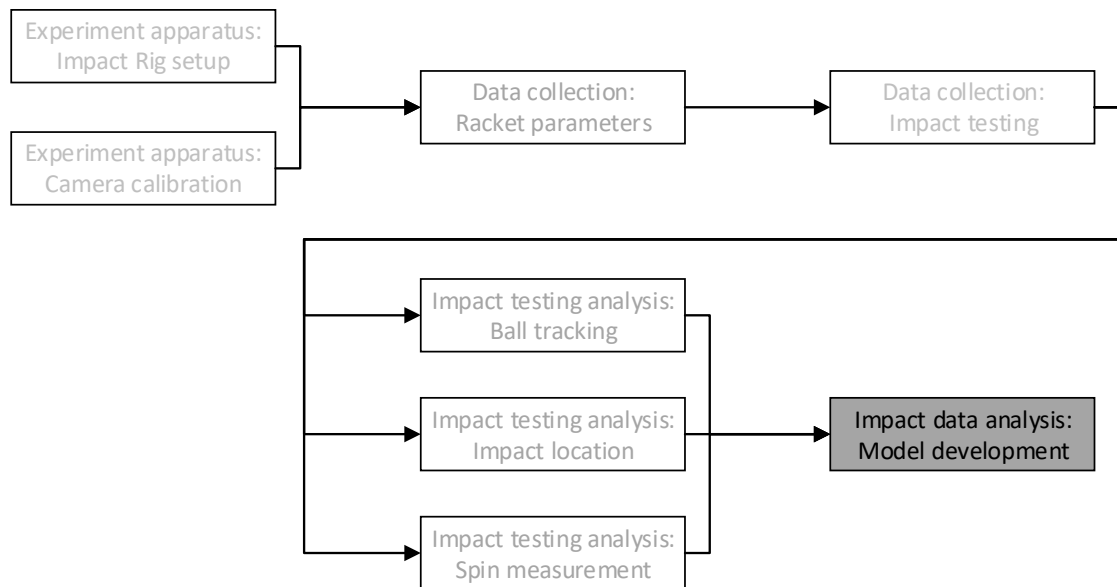 Experiment apparatus:
Impact Rig setup
Experiment apparatus:
Camera calibration
Data collection:
Racket parameters
Data collection:
Impact testing
Impact testing analysis:
Ball tracking
Impact testing analysis:
Impact location
Impact testing analysis:
Spin measurement
Impact data analysis:
Model development